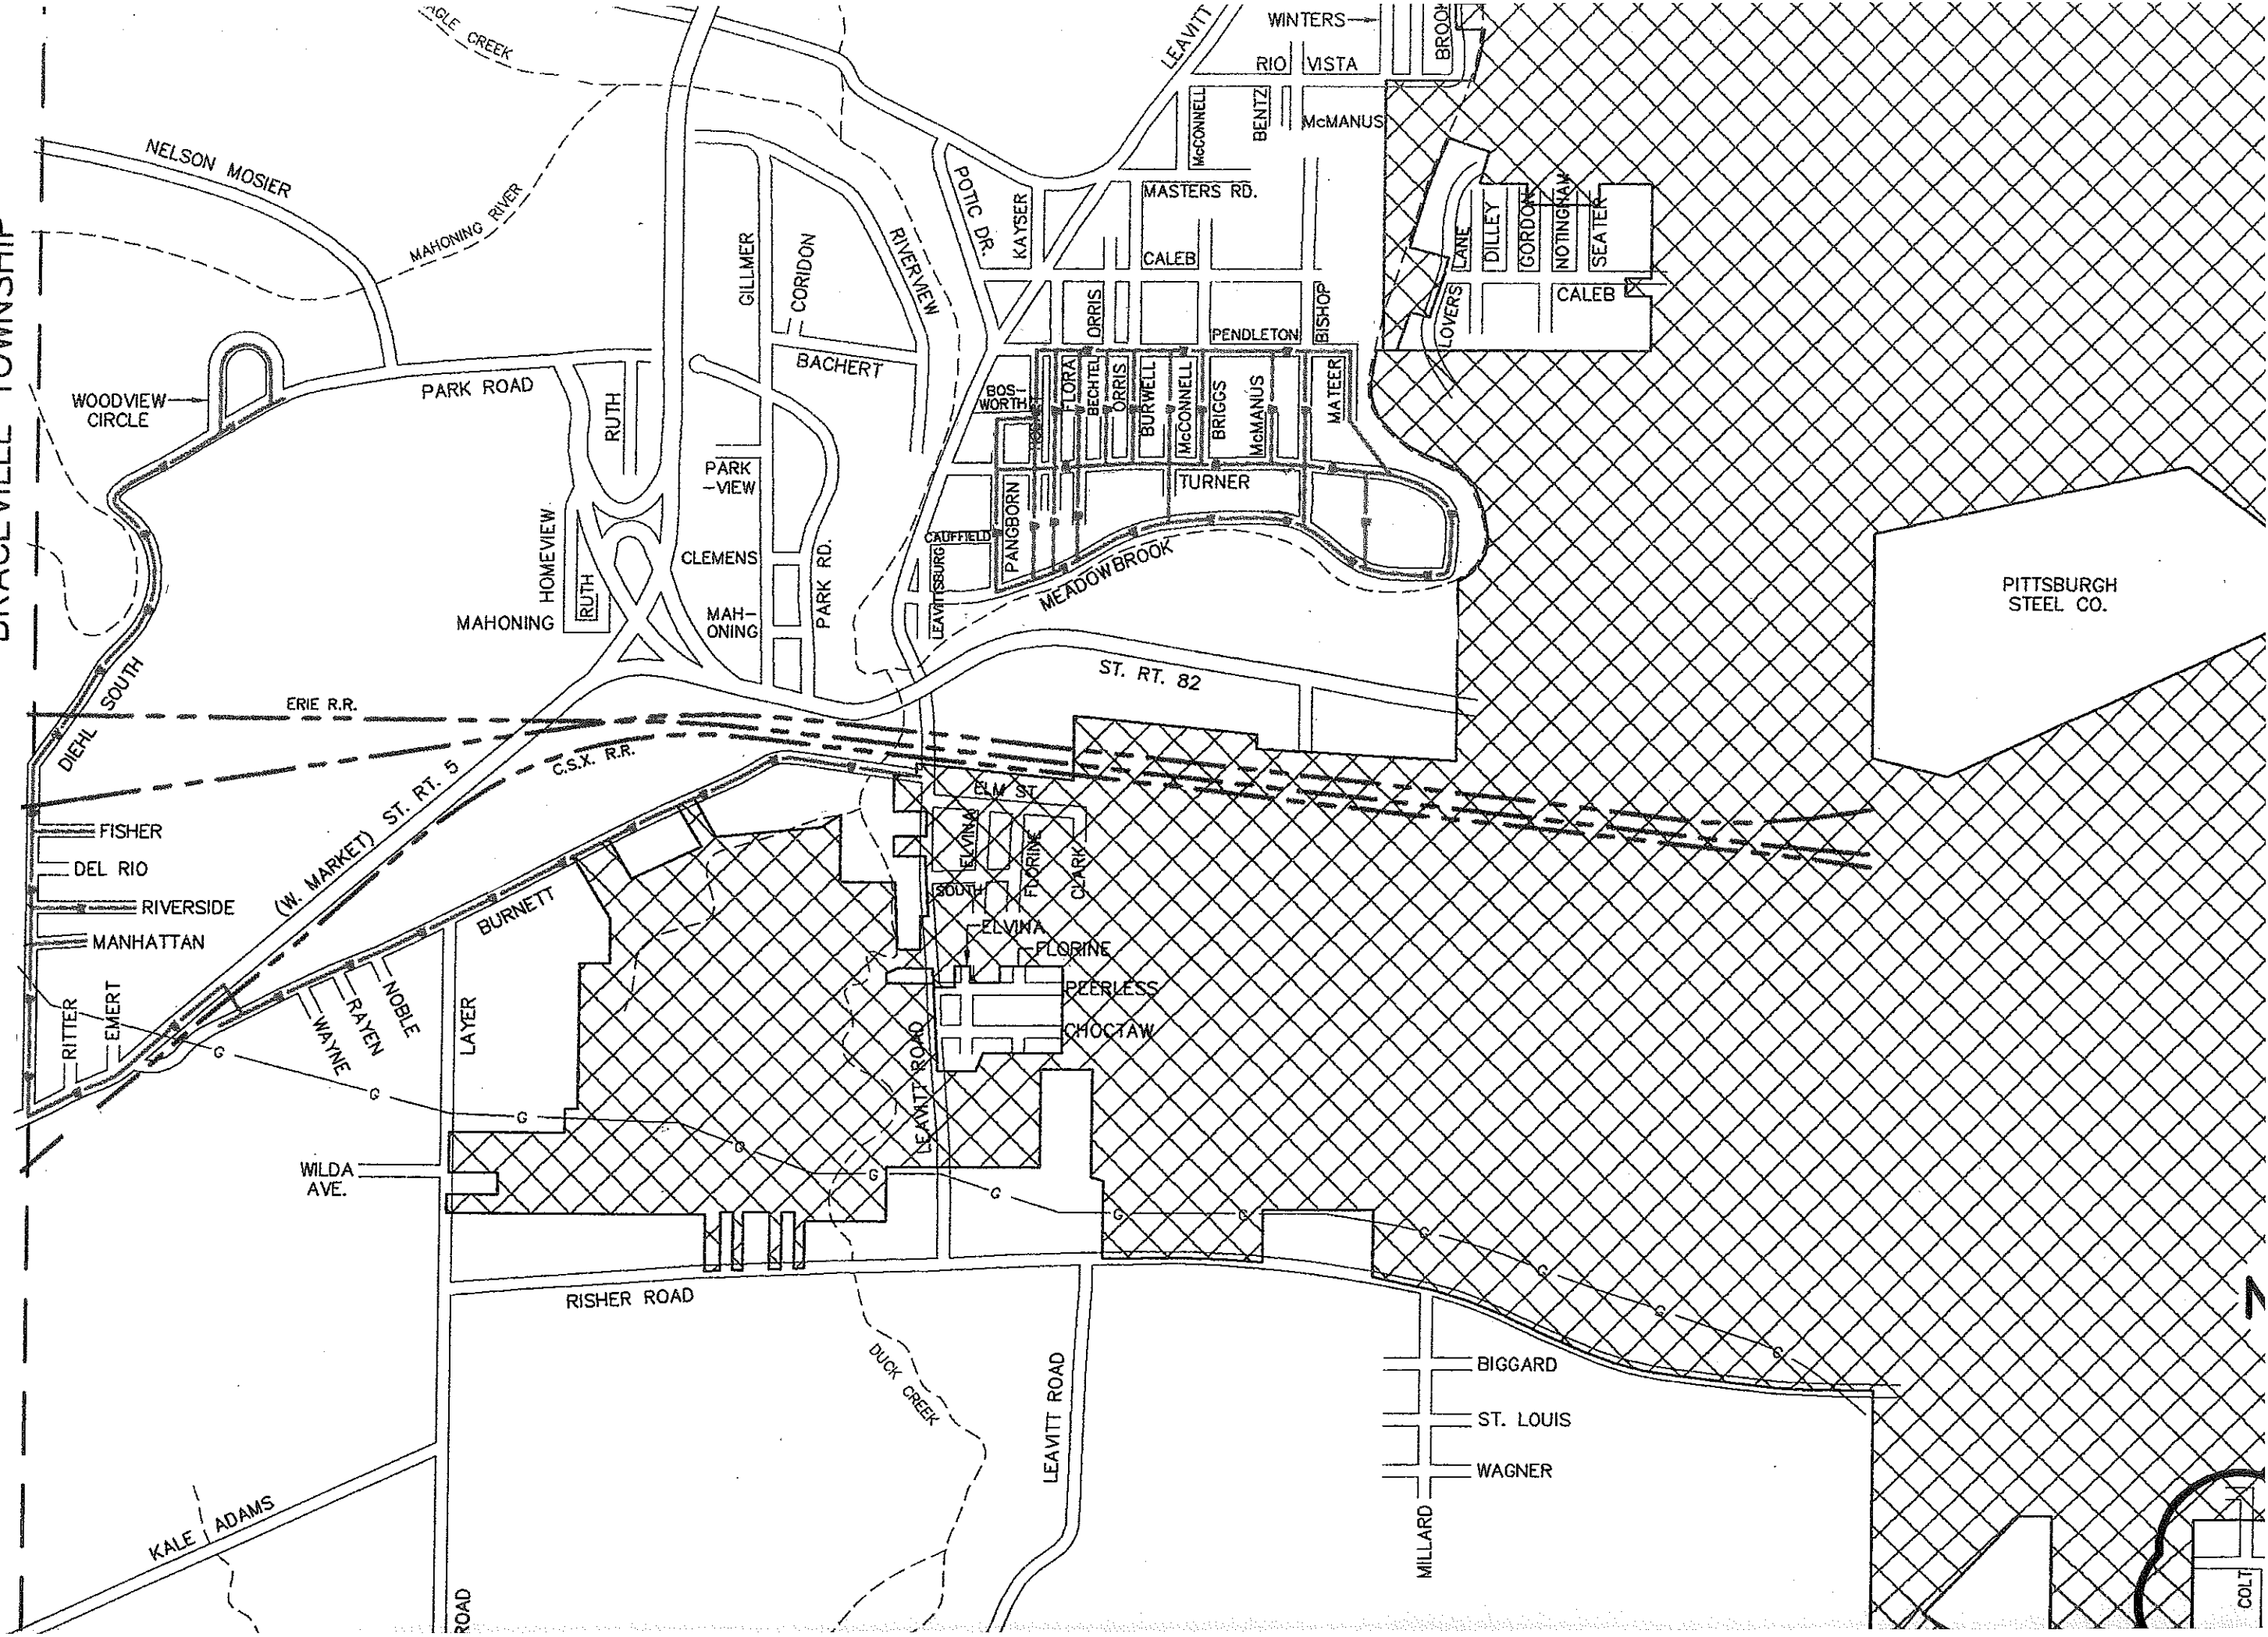 BRACEVILLE TOWNSHIP
EAGLE CREEK
LEAVITT
WINTERS
BROOK
RIO VISTA
McCONNELL
BENTZ
McMANUS
NELSON MOSIER
MAHONING RIVER
POTIC DR.
KAYSER
MASTERS RD.
RIVERVIEW
GILMER
CORIDON
CALEB
LANE
DILLEY
GORDON
NOTINGHAM
SEATER
CALEB
LOVERS
ORRIS
PENDLETON
BISHOP
BACHERT
PARK ROAD
WOODVIEW
CIRCLE
RUTH
BOS-
WORTH
FLORA
BECHTEL
ORRIS
BURWELL
McCONNELL
BRIGGS
McMANUS
MATEER
PARK
-VIEW
TURNER
PANGBORN
HOMEVIEW
CLEMENS
CAUFFIELD
LEAVITTSBURG
MEADOWBROOK
RUTH
MAHONING
MAH-
ONING
PARK RD.
PITTSBURGH
STEEL CO.
ST. RT. 82
DIEHL SOUTH
ERIE R.R.
C.S.X. R.R.
(W. MARKET) ST. RT. 5
ELM ST
ELVINA
FLORINE
CLARK
SOUTH
FISHER
DEL RIO
RIVERSIDE
MANHATTAN
BURNETT
ELVINA
FLORINE
PEERLESS
CHOCTAW
LEAVITT ROAD
RITTER
EMERT
WAYNE
RAYEN
NOBLE
LAYER
G
G
G
G
G
G
G
G
G
G
G
G
WILDA
AVE.
RISHER ROAD
DUCK CREEK
LEAVITT ROAD
BIGGARD
ST. LOUIS
WAGNER
MILLARD
KALE ADAMS
ROAD
COLT